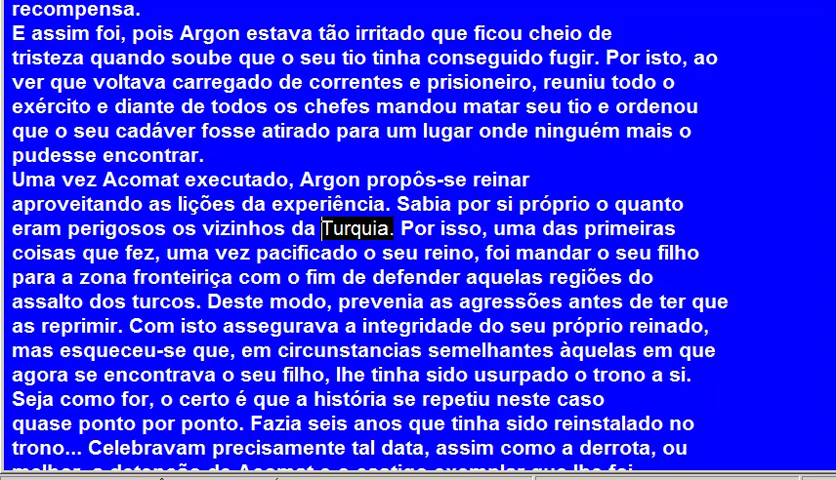 recompensa.
E assim foi, pois Argon estava tão irritado que ficou cheio de
tristeza quando soube que o seu tio tinha conseguido fugir. Por isto, ao
ver que voltava carregado de correntes e prisioneiro, reuniu todo o
exército e diante de todos os chefes mandou matar seu tio e ordenou
que o seu cadáver fosse atirado para um lugar onde ninguém mais o
pudesse encontrar.
Uma vez Acomat executado, Argon propôs-se reinar
aproveitando as lições da experiência. Sabia por si próprio o quanto
eram perigosos os vizinhos da Turquia. Por isso, uma das primeiras
coisas que fez, uma vez pacificado o seu reino, foi mandar o seu filho
para a zona fronteiriça com o fim de defender aquelas regiões do
assalto dos turcos. Deste modo, prevenia as agressões antes de ter que
as reprimir. Com isto assegurava a integridade do seu próprio reinado,
mas esqueceu-se que, em circunstancias semelhantes àquelas em que
agora se encontrava o seu filho, lhe tinha sido usurpado o trono a si.
Seja como for, o certo é que a história se repetiu neste caso
quase ponto por ponto. Fazia seis anos que tinha sido reinstalado no
trono... Celebravam precisamente tal data, assim como a derrota, ou
melhor, a detenção de Acomat e o castigo exemplar que lhe foi